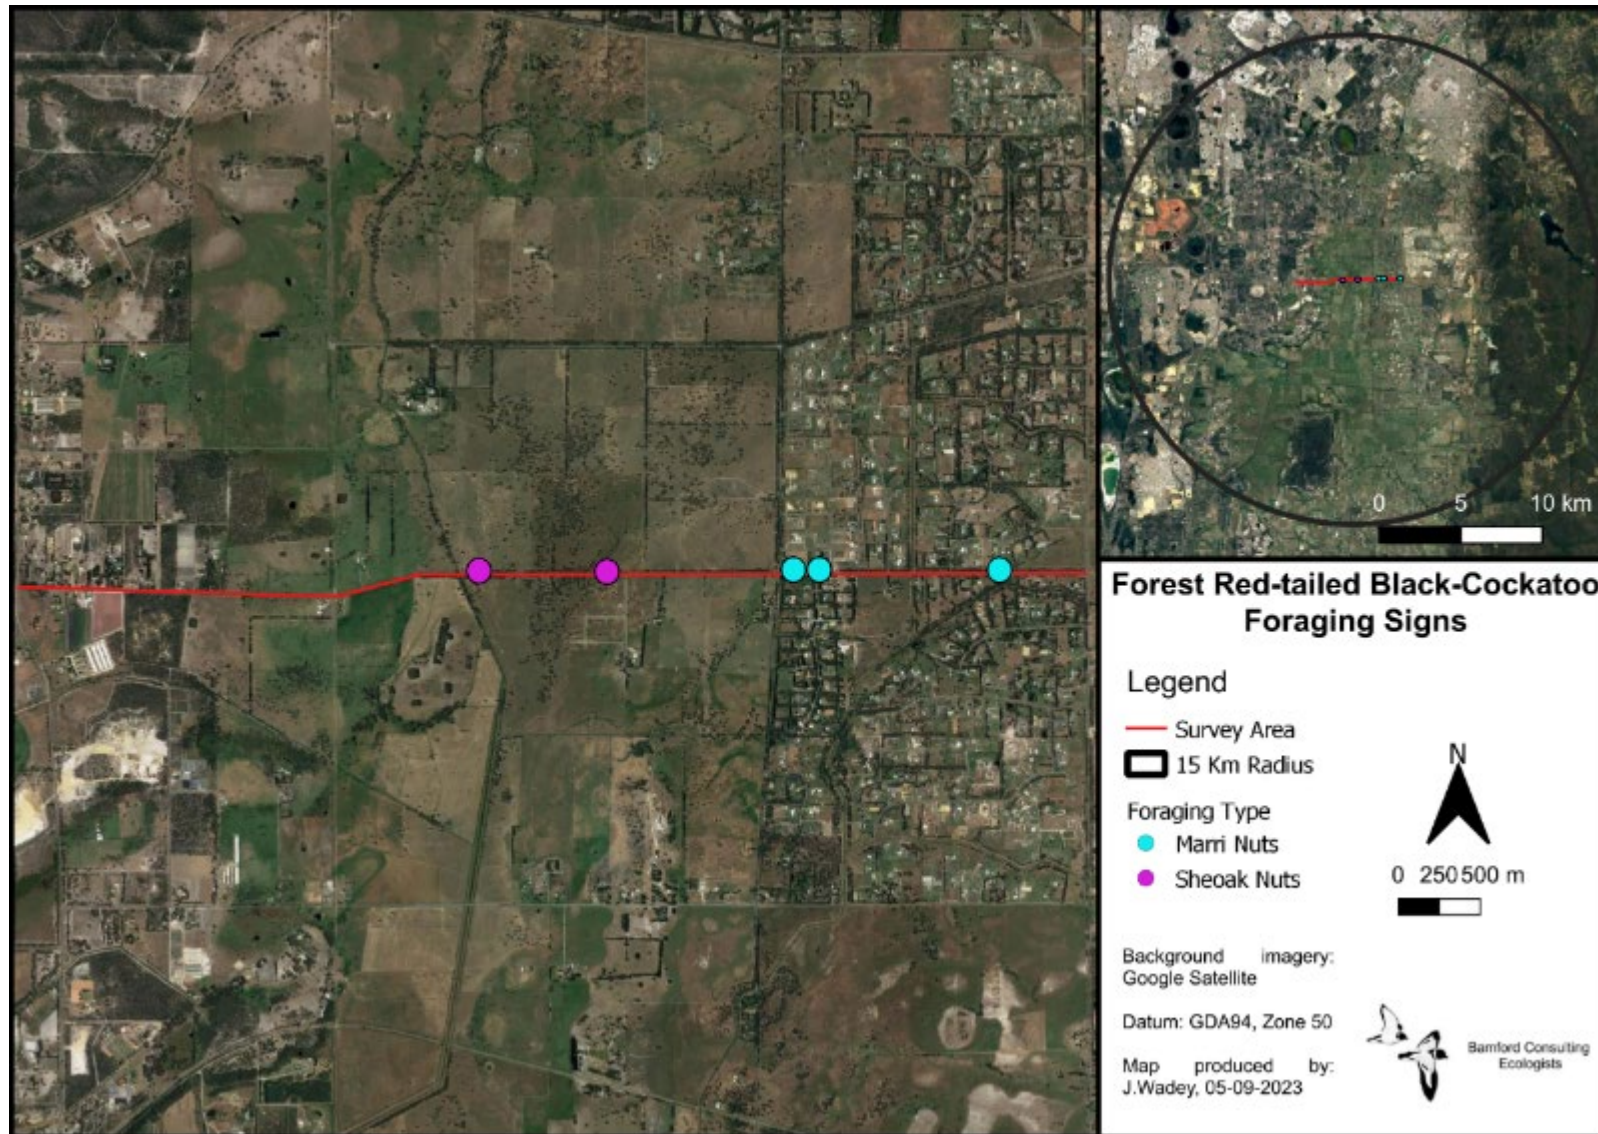 0 5 10 km
Forest Red-tailed Black-Cockatoo
Foraging Signs
Legend
Survey Area
15 Km Radius
Foraging Type
Marri Nuts
Sheoak Nuts
N
0 250 500 m
Background imagery:
Google Satellite
Datum: GDA94, Zone 50
Map produced by:
J.Wadey, 05-09-2023
Bamford Consulting
Ecologists